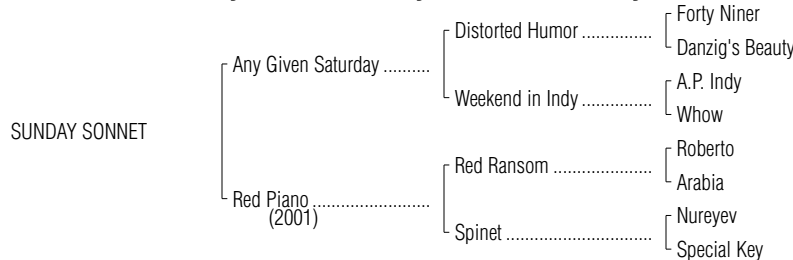 Forty Niner
Distorted Humor ...............
Danzig's Beauty
Any Given Saturday ..........
A.P. Indy
Weekend in Indy ...............
Whow
SUNDAY SONNET
Roberto
Red Ransom .....................
Arabia
Red Piano .........................
(2001)
Nureyev
Spinet ...............................
Special Key